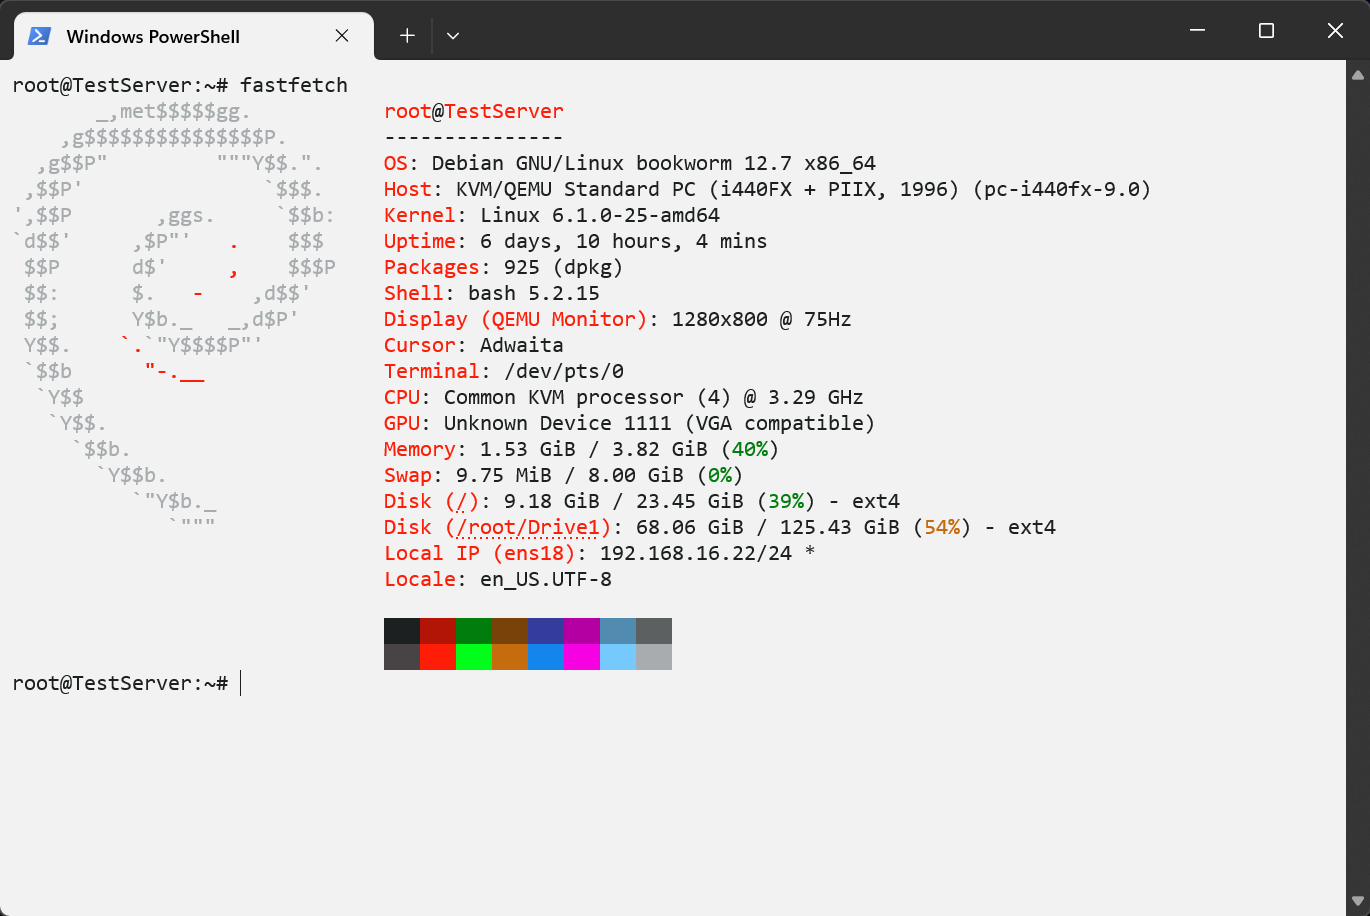 Windows PowerShell
root@TestServer:~# fastfetch
       _,met$$$$$gg.           root@TestServer
    ,g$$$$$$$$$$$$$$$P.        ---------------
  ,g$$P"         """Y$$.".     OS: Debian GNU/Linux bookworm 12.7 x86_64
 ,$$P'               `$$$.     Host: KVM/QEMU Standard PC (i440FX + PIIX, 1996) (pc-i440fx-9.0)
',$$P       ,ggs.     `$$b:    Kernel: Linux 6.1.0-25-amd64
`d$$'     ,$P"'   .    $$$     Uptime: 6 days, 10 hours, 4 mins
 $$P      d$'     ,    $$$P    Packages: 925 (dpkg)
 $$:      $.   -    ,d$$'      Shell: bash 5.2.15
 $$;      Y$b._   _,d$P'       Display (QEMU Monitor): 1280x800 @ 75Hz
 Y$$.    `.`"Y$$$$P"'          Cursor: Adwaita
 `$$b      "-.__               Terminal: /dev/pts/0
  `Y$$                         CPU: Common KVM processor (4) @ 3.29 GHz
   `Y$$.                       GPU: Unknown Device 1111 (VGA compatible)
     `$$b.                     Memory: 1.53 GiB / 3.82 GiB (40%)
       `Y$$b.                  Swap: 9.75 MiB / 8.00 GiB (0%)
          `"Y$b._              Disk (/): 9.18 GiB / 23.45 GiB (39%) - ext4
             `"""              Disk (/root/Drive1): 68.06 GiB / 125.43 GiB (54%) - ext4
                               Local IP (ens18): 192.168.16.22/24 *
                               Locale: en_US.UTF-8
root@TestServer:~#